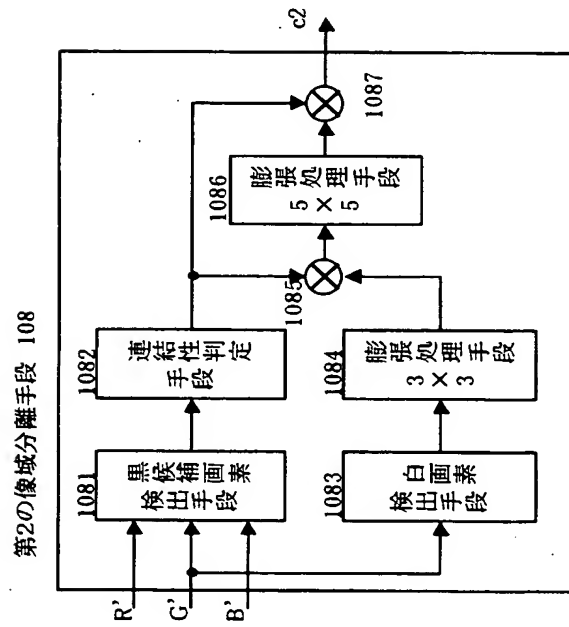 第2の像域分離手段 108
R'
G'
B'
1081
黒候補画素
検出手段
1082
連結性判定
手段
1083
白画素
検出手段
1084
膨張処理手段
3×3
1085
1086
膨張処理手段
5×5
1087
c2